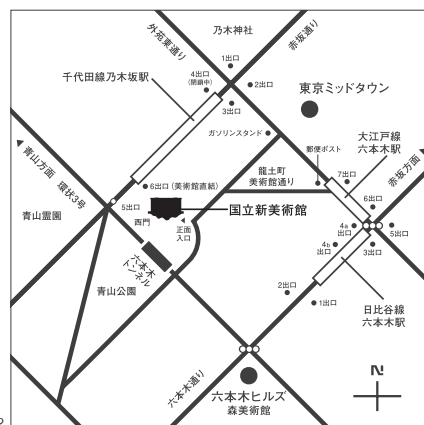 外苑東通り
乃木神社
赤坂通り
1出口
千代田線乃木坂駅
4出口
(閉鎖中)
2出口
3出口
東京ミッドタウン
ガソリンスタンド
郵便ポスト
大江戸線
六本木駅
青山方面
環状3号
龍土町
美術館通り
7出口
赤坂方面
6出口(美術館直結)
6出口
国立新美術館
青山霊園
5出口
西門
正面
入口
4a
出口
5出口
4b
出口
3出口
六本木
トンネル
青山公園
2出口
1出口
日比谷線
六本木駅
六本木通り
六本木ヒルズ
森美術館
N